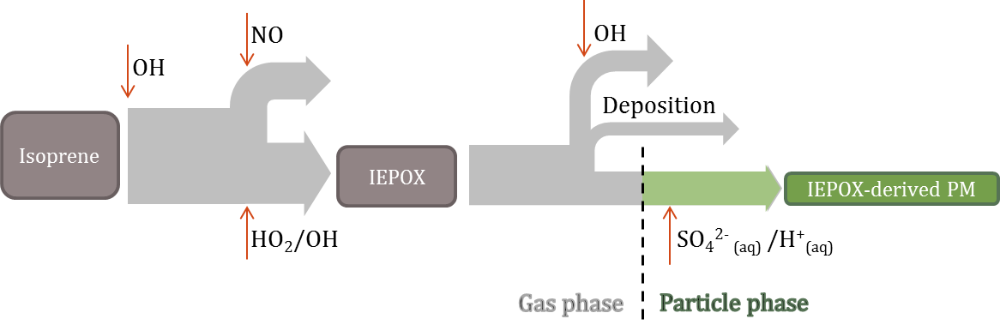 NO
OH
OH
Deposition
Isoprene
IEPOX
IEPOX-derived PM
HO₂/OH
SO₄²⁻ (aq) /H⁺(aq)
Gas phase
Particle phase